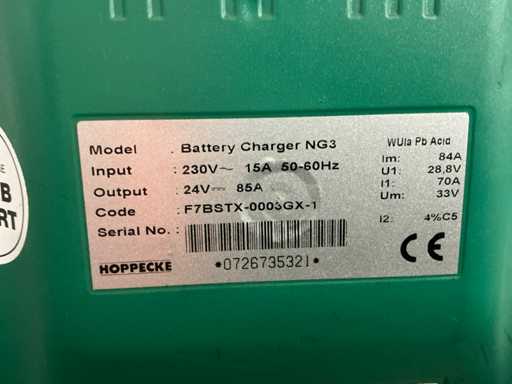 Model : Battery Charger NG3
Input : 230V~ 15A 50-60Hz
Output : 24V⎓ 85A
Code : F7BSTX-0003GX-1
Serial No. :
HOPPECKE
*0726735321*
WUIa Pb Acid
Im: 84A
U1: 28,8V
I1: 70A
Um: 33V
I2: 4%C5
CE
B
RT